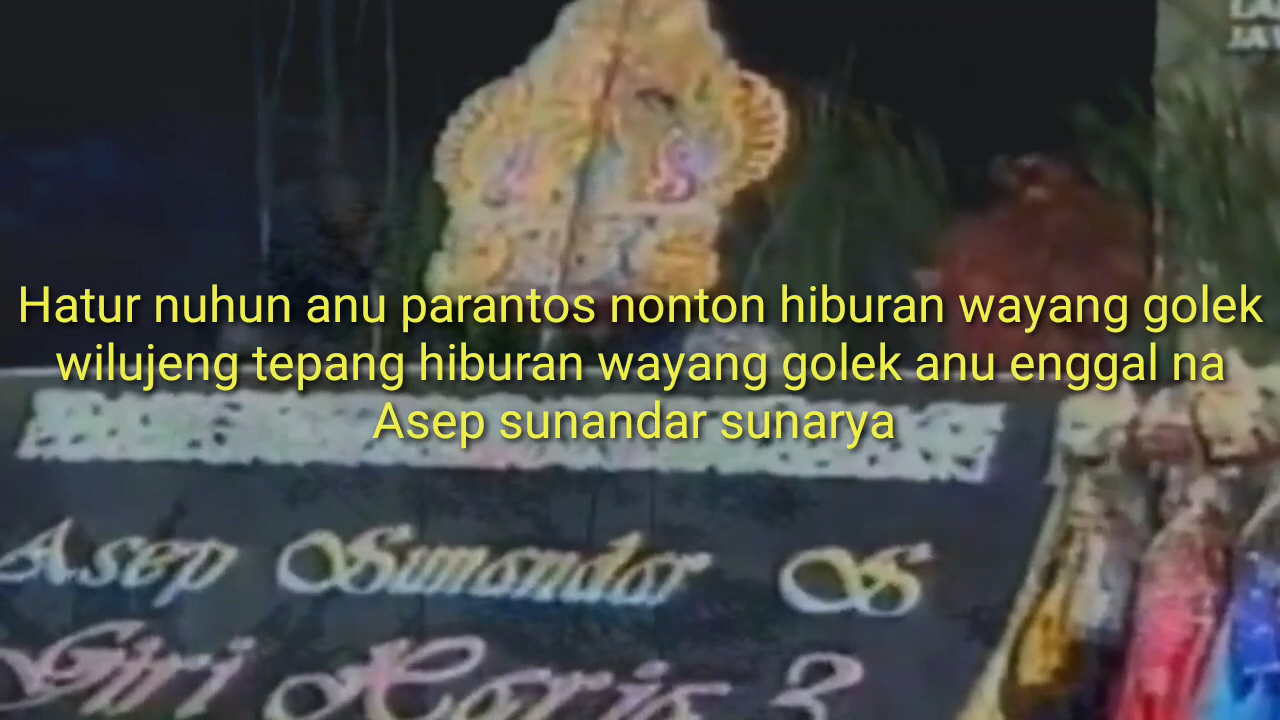 Hatur nuhun anu parantos nonton hiburan wayang golek
wilujeng tepang hiburan wayang golek anu enggal na
Asep sunandar sunarya
Asep Sunandar S
Giri Haris 3